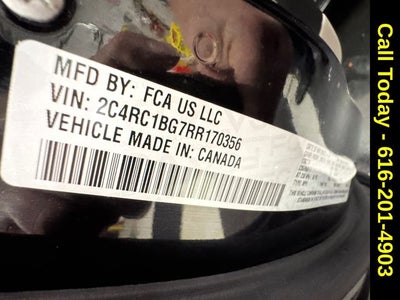 MFD BY: FCA US LLC
VIN: 2C4RC1BG7RR170356
VEHICLE MADE IN: CANADA
Call Today - 616-201-4903